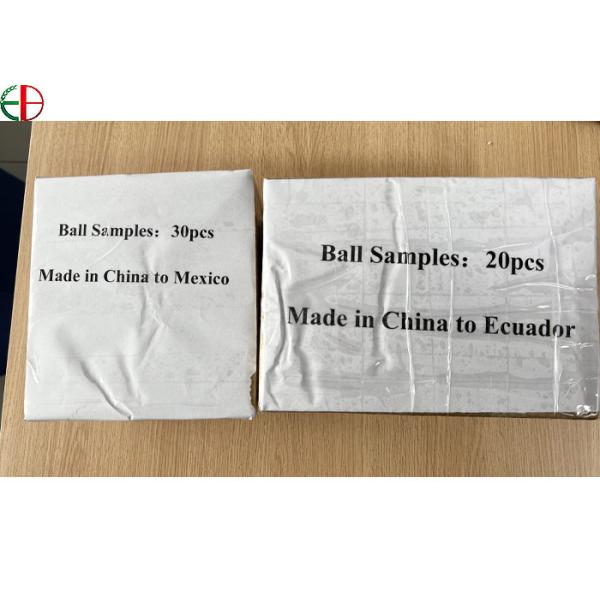 Ball Samples：30pcs
Made in China to Mexico
Ball Samples：20pcs
Made in China to Ecuador